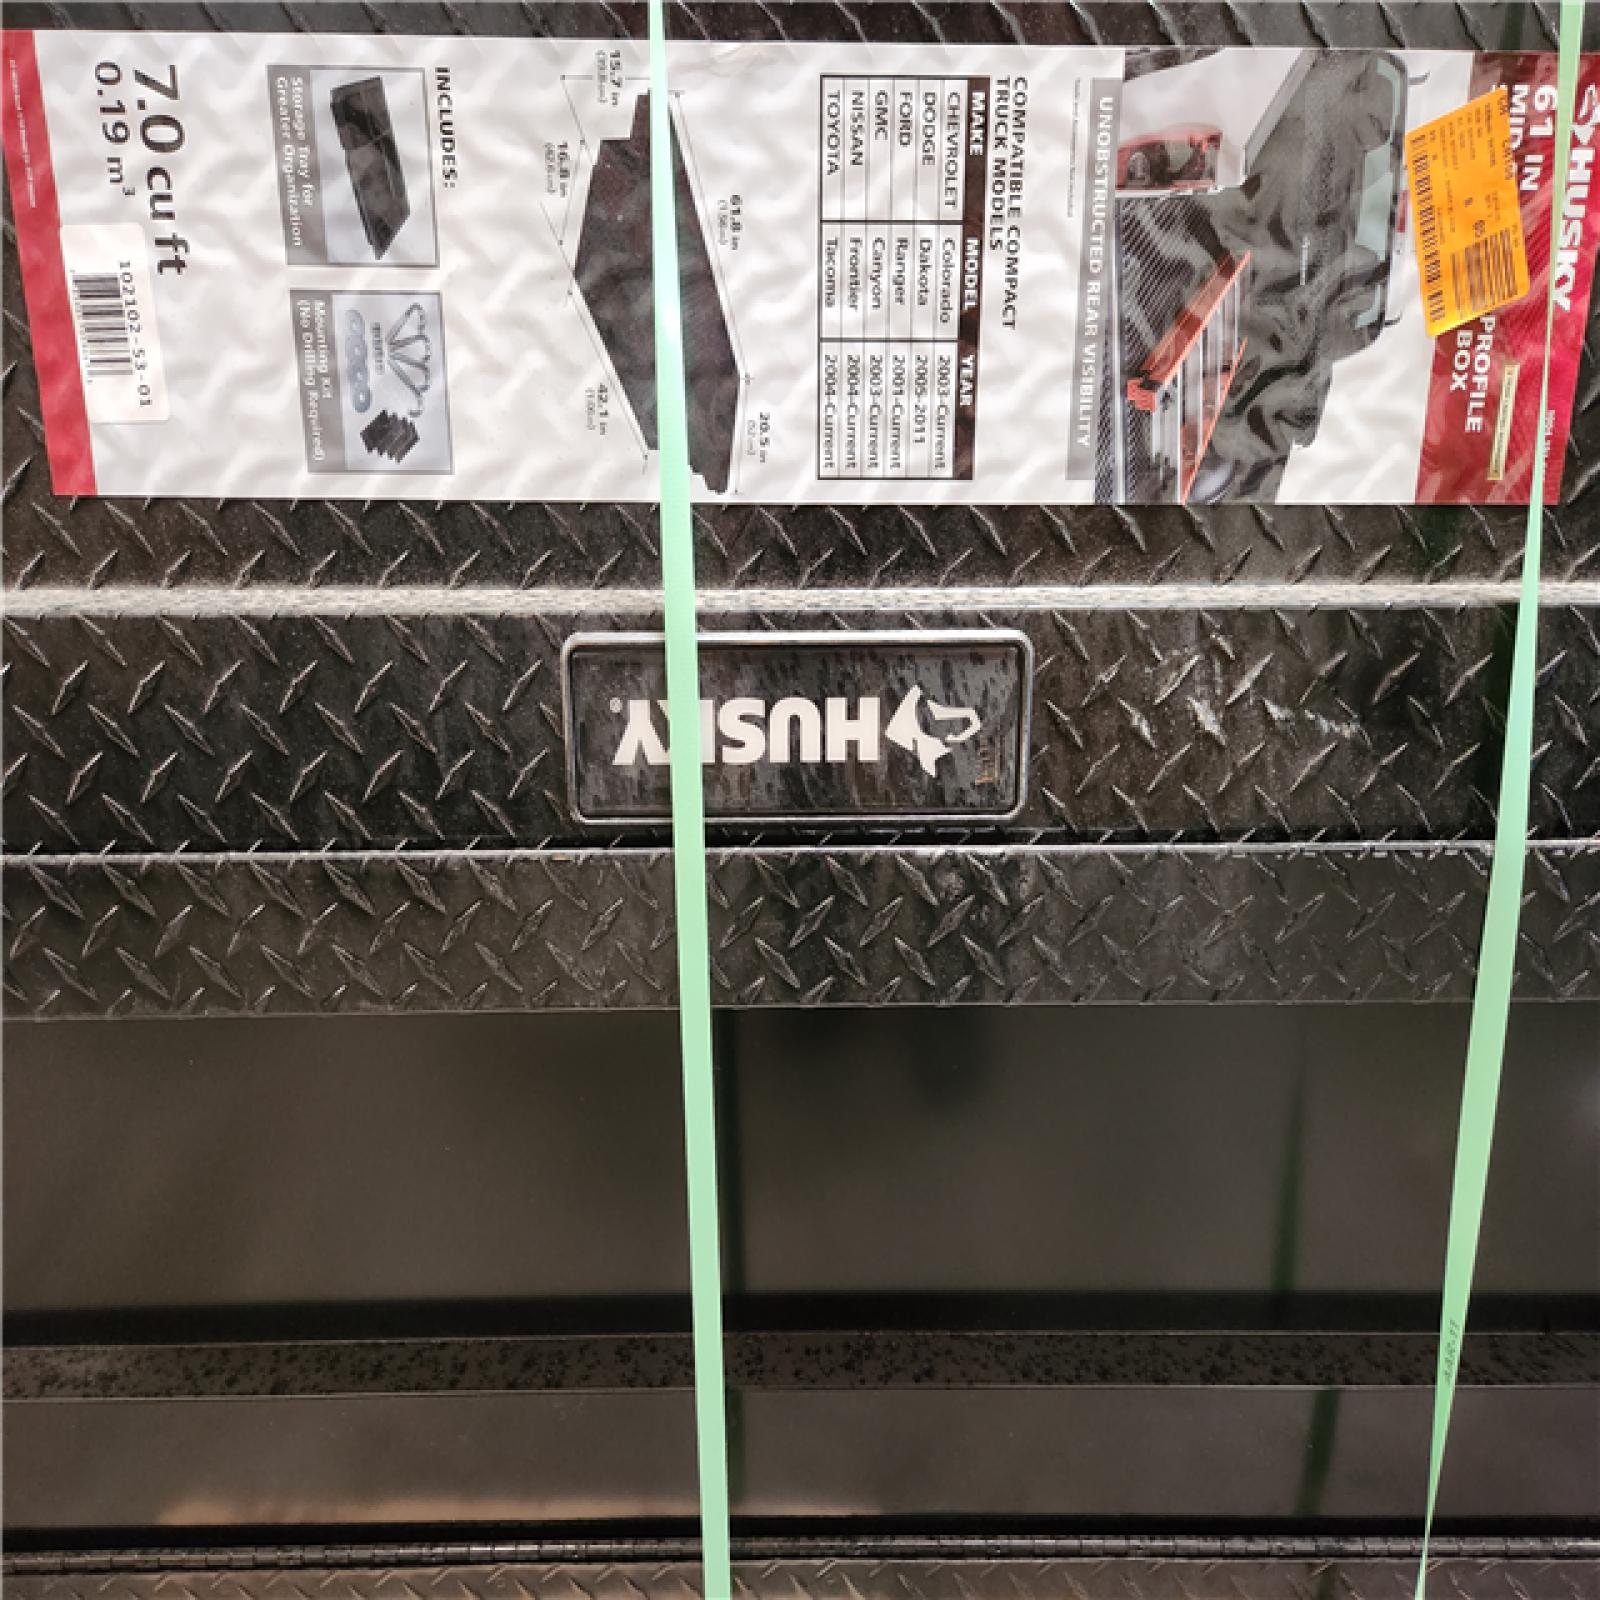 HUSKY
61 IN
MID
PROFILE
BOX
UNOBSTRUCTED REAR VISIBILITY
COMPATIBLE COMPACT
TRUCK MODELS
MAKE MODEL YEAR
CHEVROLET Colorado 2003-Current
DODGE Dakota 2005-2011
FORD Ranger 2001-Current
GMC Canyon 2003-Current
NISSAN Frontier 2004-Current
TOYOTA Tacoma 2004-Current
61.8 in
20.5 in
15.7 in
16.8 in
42.1 in
INCLUDES:
Storage Tray for
Greater Organization
Mounting Kit
(No Drilling Required)
7.0 cu ft
0.19 m³
102102-53-01
HUSKY®